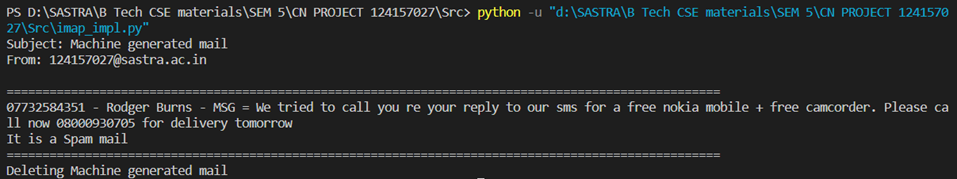 PS D:\SASTRA\B Tech CSE materials\SEM 5\CN PROJECT 124157027\Src> python -u "d:\SASTRA\B Tech CSE materials\SEM 5\CN PROJECT 1241570
27\Src\imap_impl.py"
Subject: Machine generated mail
From: 124157027@sastra.ac.in
====================================================================================================
07732584351 - Rodger Burns - MSG = We tried to call you re your reply to our sms for a free nokia mobile + free camcorder. Please ca
ll now 08000930705 for delivery tomorrow
It is a Spam mail
====================================================================================================
Deleting Machine generated mail